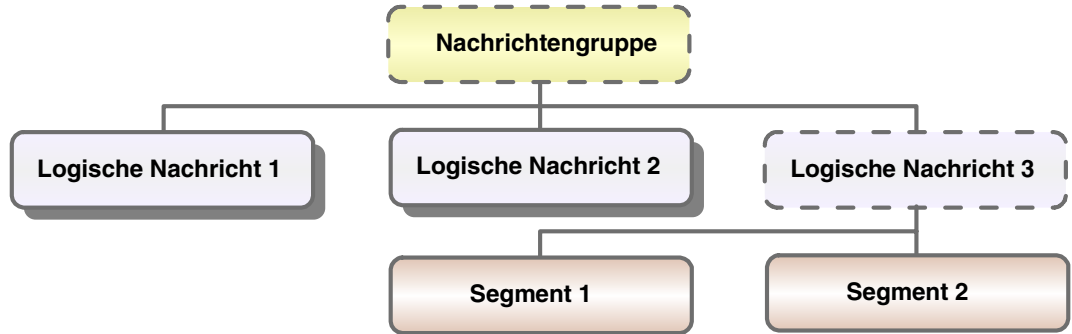 Nachrichtengruppe
Logische Nachricht 1
Logische Nachricht 2
Logische Nachricht 3
Segment 1
Segment 2